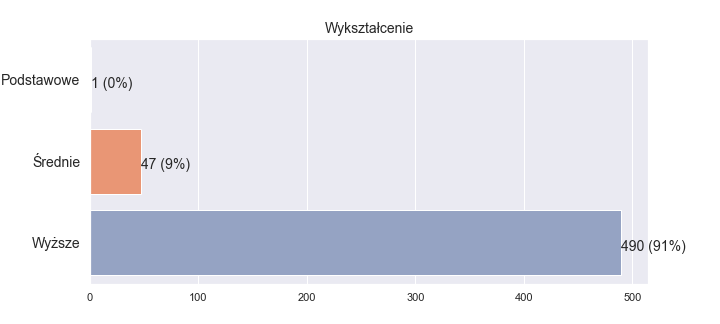 Wykształcenie
Podstawowe
1 (0%)
Średnie
47 (9%)
Wyższe
490 (91%)
0 100 200 300 400 500